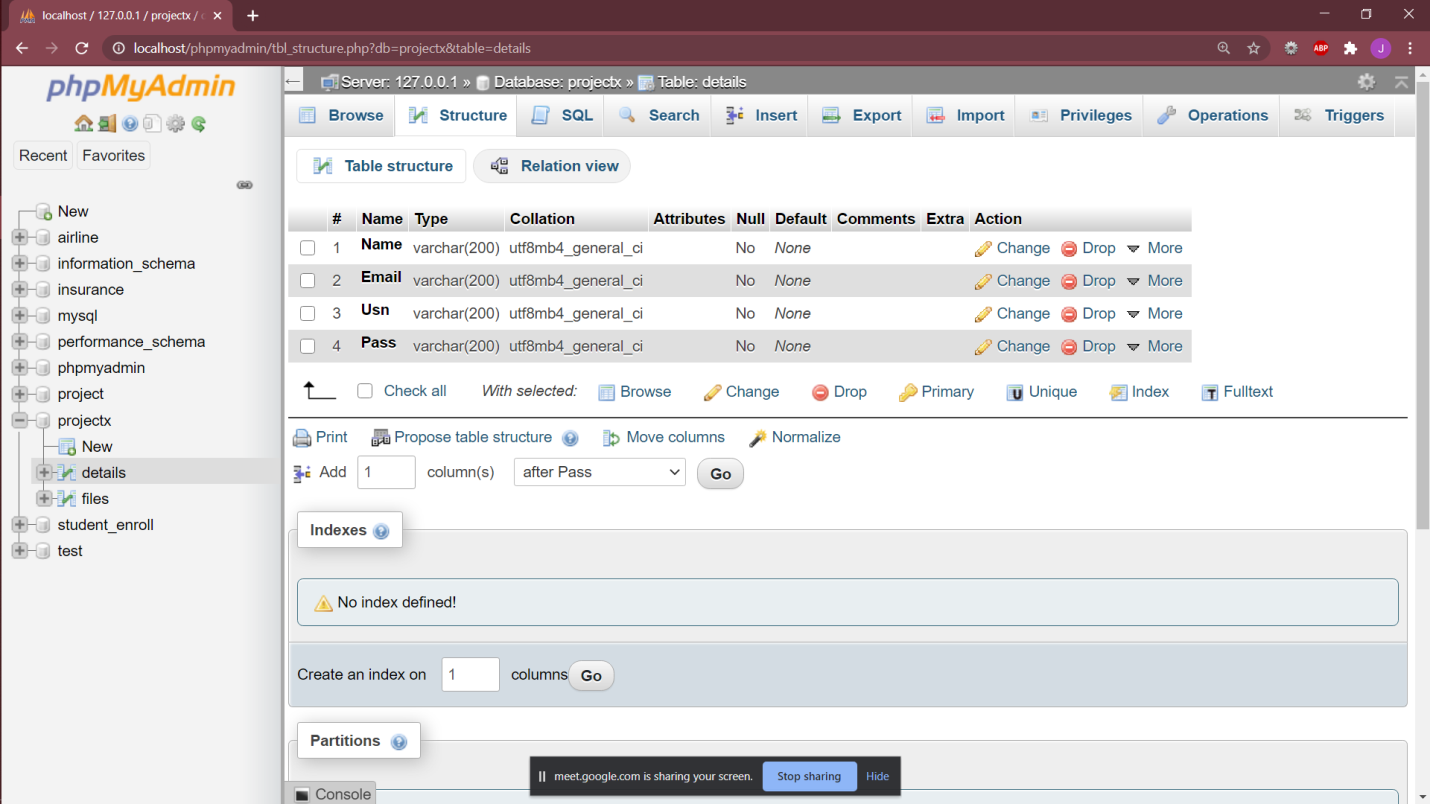 localhost / 127.0.0.1 / projectx /
localhost/phpmyadmin/tbl_structure.php?db=projectx&table=details
ABP
J
phpMyAdmin
Recent Favorites
New
airline
information_schema
insurance
mysql
performance_schema
phpmyadmin
project
projectx
New
details
files
student_enroll
test
Server: 127.0.0.1 » Database: projectx » Table: details
Browse Structure SQL Search Insert Export Import Privileges Operations Triggers
Table structure Relation view
# Name Type Collation Attributes Null Default Comments Extra Action
1 Name varchar(200) utf8mb4_general_ci No None Change Drop More
2 Email varchar(200) utf8mb4_general_ci No None Change Drop More
3 Usn varchar(200) utf8mb4_general_ci No None Change Drop More
4 Pass varchar(200) utf8mb4_general_ci No None Change Drop More
Check all With selected: Browse Change Drop Primary Unique Index Fulltext
Print Propose table structure Move columns Normalize
Add 1 column(s) after Pass Go
Indexes
No index defined!
Create an index on 1 columns Go
Partitions
meet.google.com is sharing your screen. Stop sharing Hide
Console